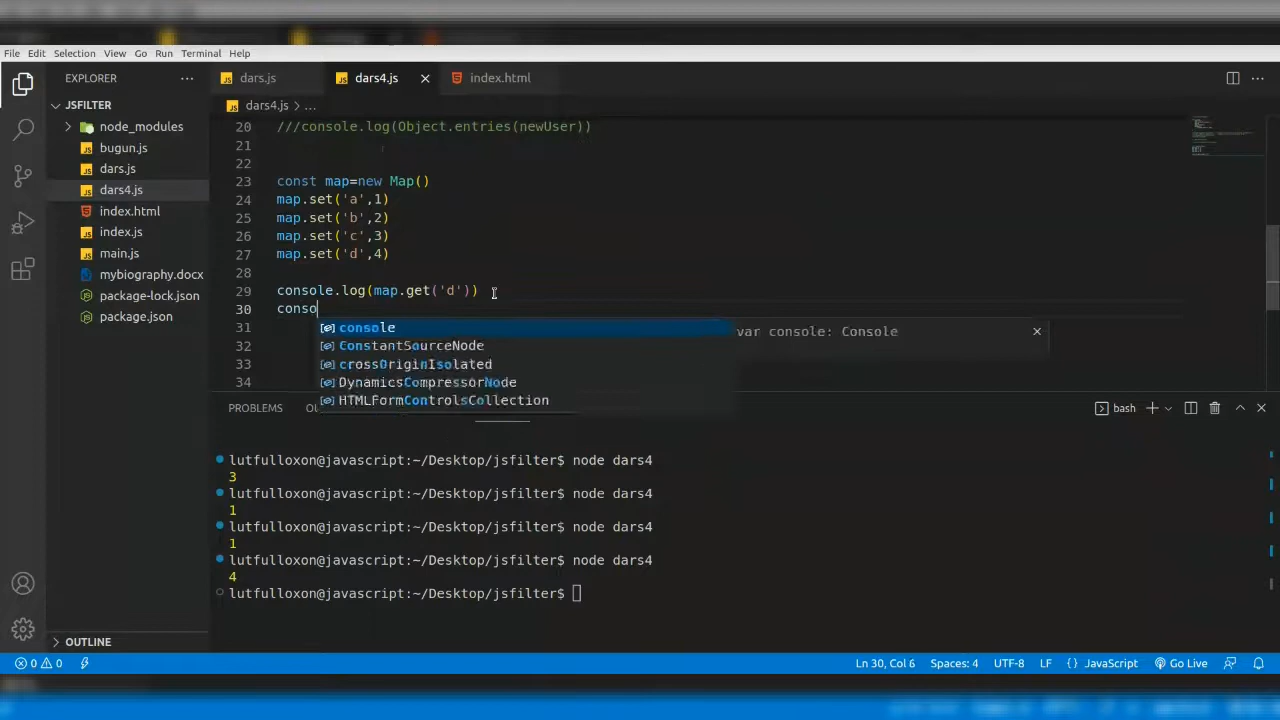 File Edit Selection View Go Run Terminal Help
EXPLORER
dars.js
dars4.js
index.html
JSFILTER
dars4.js > ...
node_modules
bugun.js
dars.js
dars4.js
index.html
index.js
main.js
mybiography.docx
package-lock.json
package.json
20 ///console.log(Object.entries(newUser))
21
22
23 const map=new Map()
24 map.set('a',1)
25 map.set('b',2)
26 map.set('c',3)
27 map.set('d',4)
28
29 console.log(map.get('d'))
30 conso
31
32
33
34
console
ConstantSourceNode
crossOriginIsolated
DynamicsCompressorNode
HTMLFormControlsCollection
var console: Console
PROBLEMS
bash
lutfulloxon@javascript:~/Desktop/jsfilter$ node dars4
3
lutfulloxon@javascript:~/Desktop/jsfilter$ node dars4
1
lutfulloxon@javascript:~/Desktop/jsfilter$ node dars4
1
lutfulloxon@javascript:~/Desktop/jsfilter$ node dars4
4
lutfulloxon@javascript:~/Desktop/jsfilter$
OUTLINE
0 0 Ln 30, Col 6 Spaces: 4 UTF-8 LF {} JavaScript Go Live